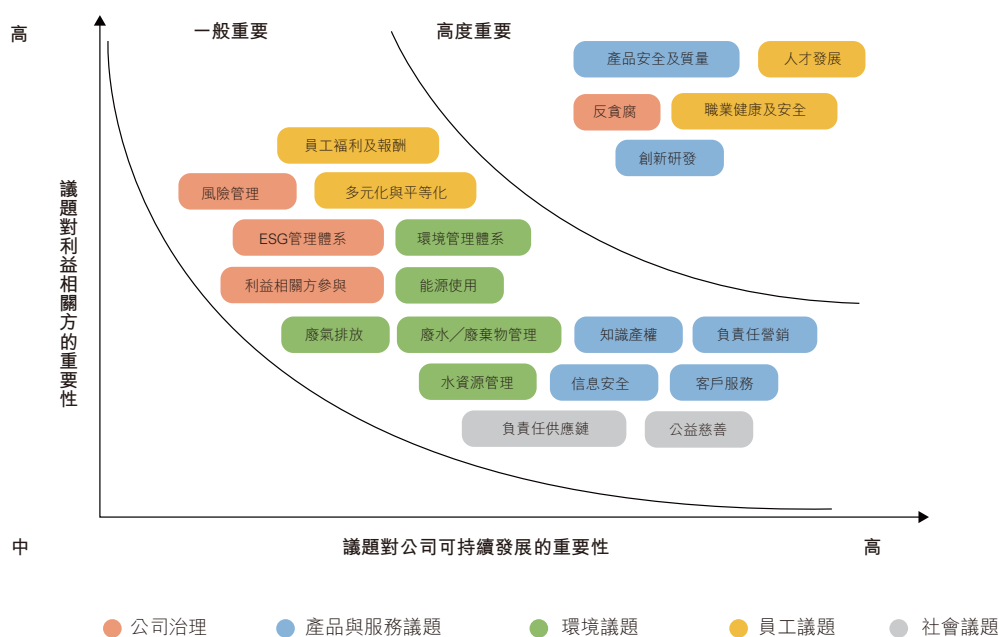 高
一般重要
高度重要
產品安全及質量
人才發展
反貪腐
職業健康及安全
創新研發
員工福利及報酬
風險管理
多元化與平等化
ESG管理體系
環境管理體系
利益相關方參與
能源使用
廢氣排放
廢水／廢棄物管理
知識產權
負責任營銷
水資源管理
信息安全
客戶服務
負責任供應鏈
公益慈善
議題對利益相關方的重要性
中
議題對公司可持續發展的重要性
高
公司治理
產品與服務議題
環境議題
員工議題
社會議題